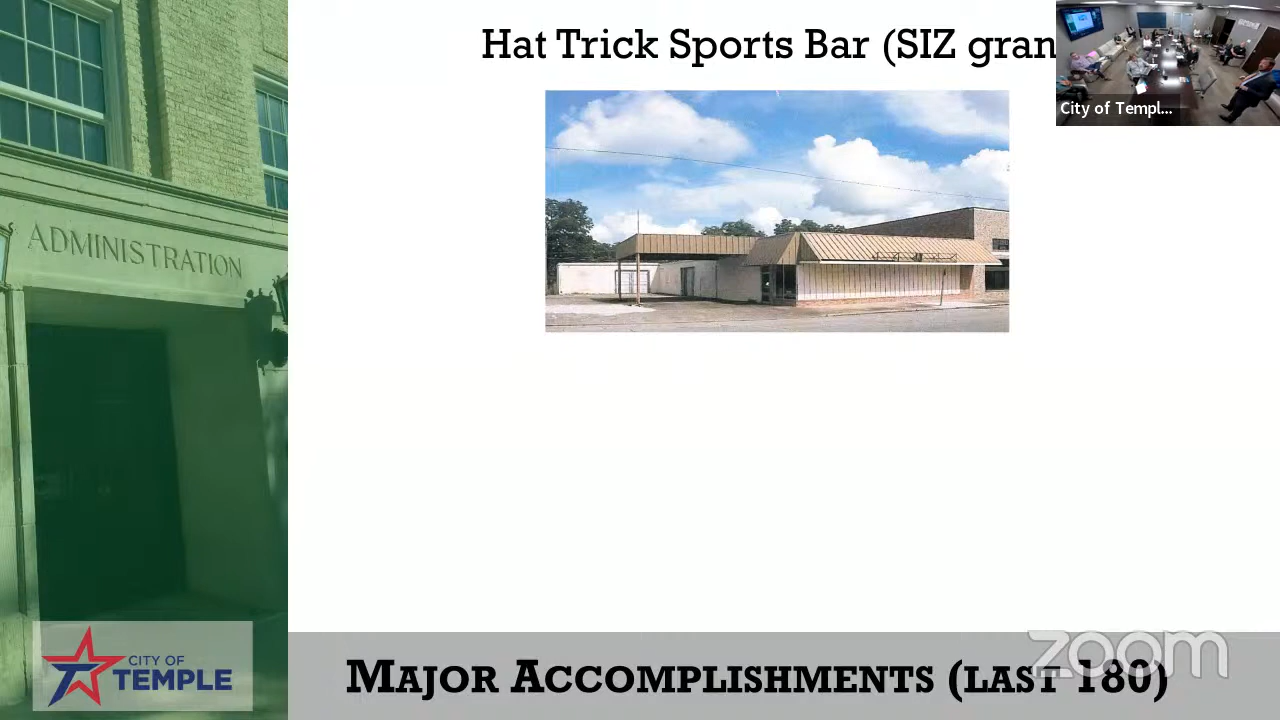 Hat Trick Sports Bar (SIZ gran
City of Templ...
ADMINISTRATION
CITY OF
TEMPLE
MAJOR ACCOMPLISHMENTS (LAST 180)
zoom